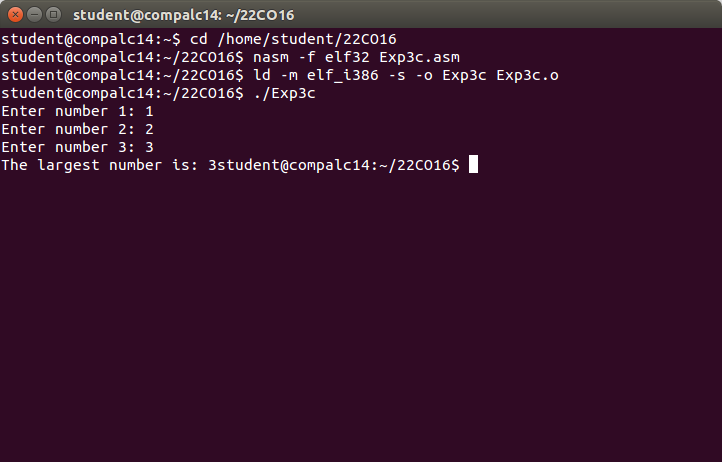 student@compalc14: ~/22CO16
student@compalc14:~$ cd /home/student/22CO16
student@compalc14:~/22CO16$ nasm -f elf32 Exp3c.asm
student@compalc14:~/22CO16$ ld -m elf_i386 -s -o Exp3c Exp3c.o
student@compalc14:~/22CO16$ ./Exp3c
Enter number 1: 1
Enter number 2: 2
Enter number 3: 3
The largest number is: 3student@compalc14:~/22CO16$